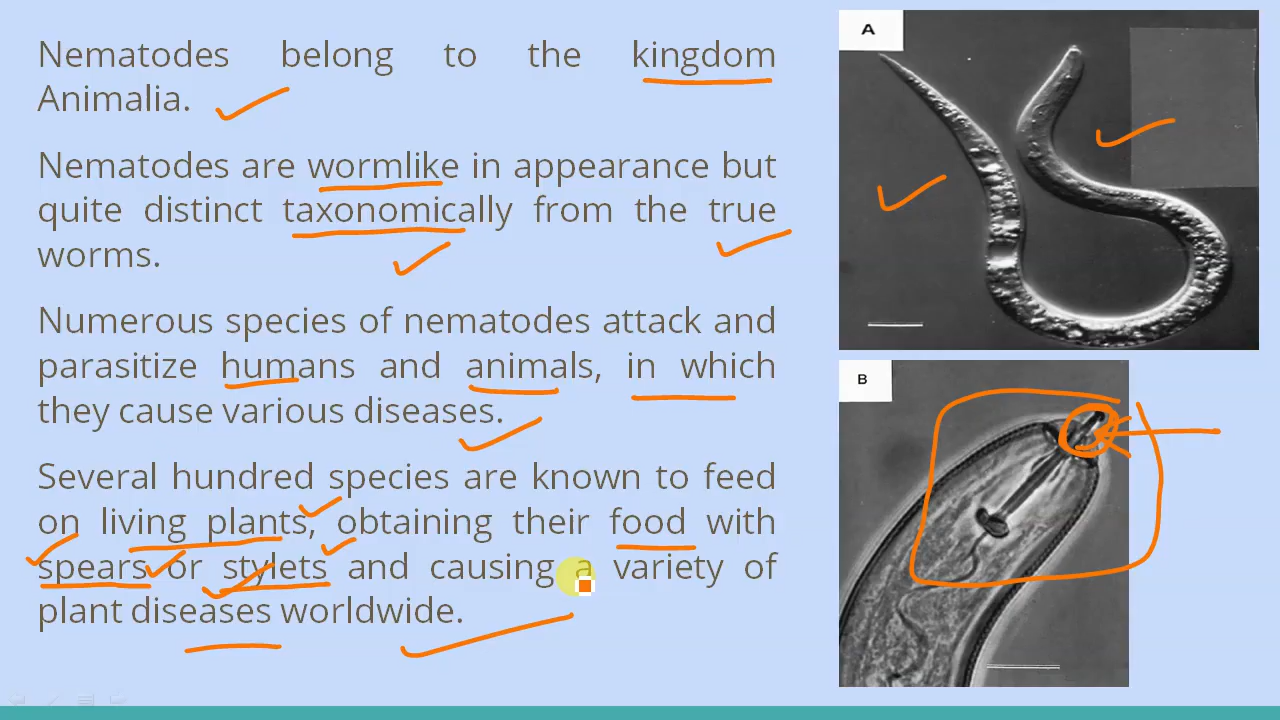 Nematodes belong to the kingdom
Animalia.
Nematodes are wormlike in appearance but
quite distinct taxonomically from the true
worms.
Numerous species of nematodes attack and
parasitize humans and animals, in which
they cause various diseases.
Several hundred species are known to feed
on living plants, obtaining their food with
spears or stylets and causing a variety of
plant diseases worldwide.
A
B